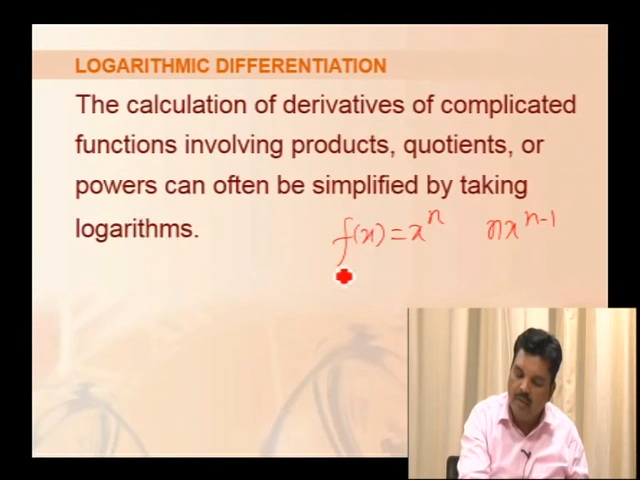 LOGARITHMIC DIFFERENTIATION
The calculation of derivatives of complicated
functions involving products, quotients, or
powers can often be simplified by taking
logarithms.
f(x) = x^n nx^{n-1}